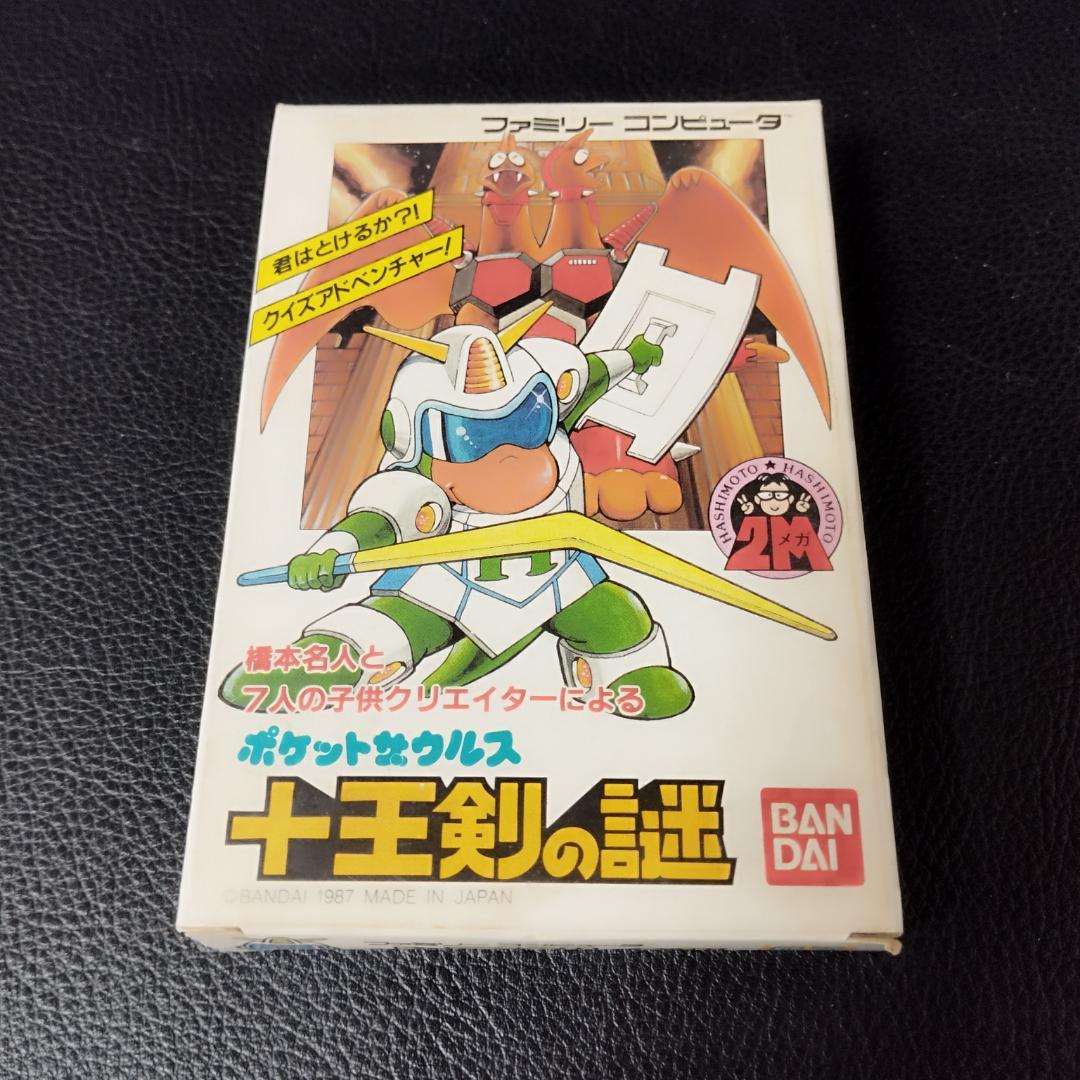 ファミリー コンピュータ™
君はとけるか?!
クイズアドベンチャー!
HASHIMOTO ★ HASHIMOTO
2M
メガ
H
橋本名人と
7人の子供クリエイターによる
ポケットザウルス
十王剣の謎
BAN
DAI
©BANDAI 1987 MADE IN JAPAN